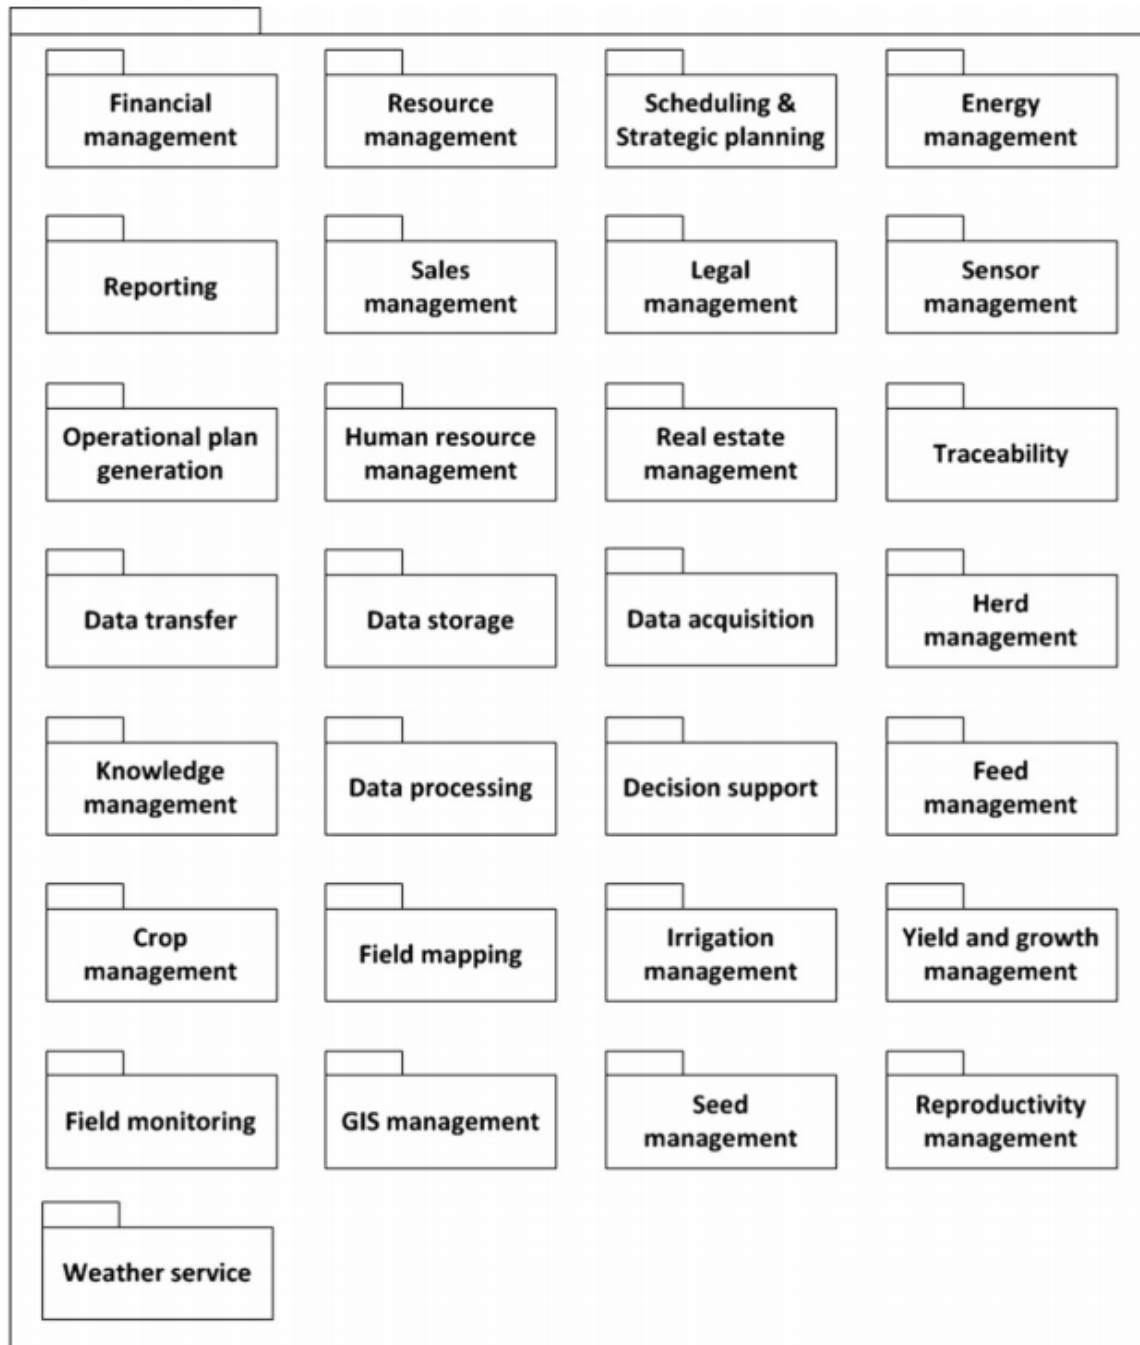 Financial
management
Resource
management
Scheduling &
Strategic planning
Energy
management
Reporting
Sales
management
Legal
management
Sensor
management
Operational plan
generation
Human resource
management
Real estate
management
Traceability
Data transfer
Data storage
Data acquisition
Herd
management
Knowledge
management
Data processing
Decision support
Feed
management
Crop
management
Field mapping
Irrigation
management
Yield and growth
management
Field monitoring
GIS management
Seed
management
Reproductivity
management
Weather service